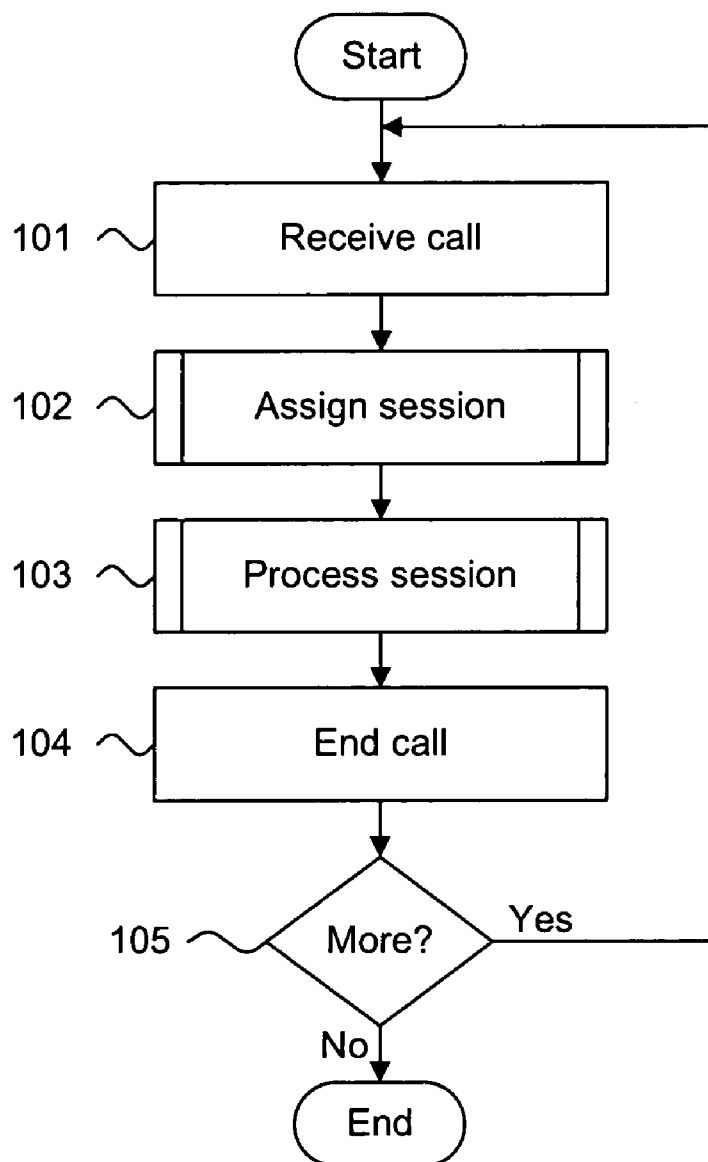 Start
101
Receive call
102
Assign session
103
Process session
104
End call
105
More?
Yes
No
End